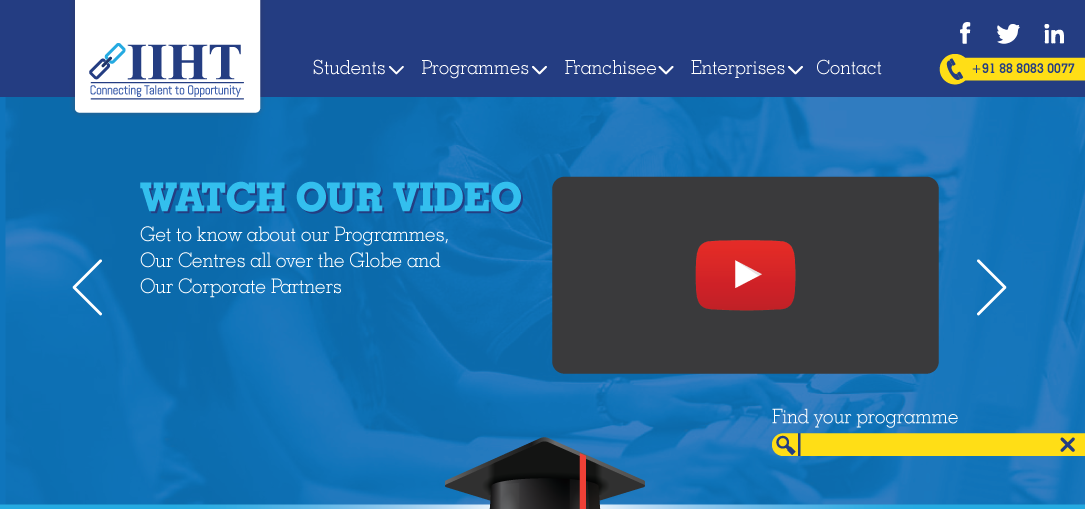 IIHT
Connecting Talent to Opportunity
Students
Programmes
Franchisee
Enterprises
Contact
+91 88 8083 0077
WATCH OUR VIDEO
Get to know about our Programmes,
Our Centres all over the Globe and
Our Corporate Partners
Find your programme